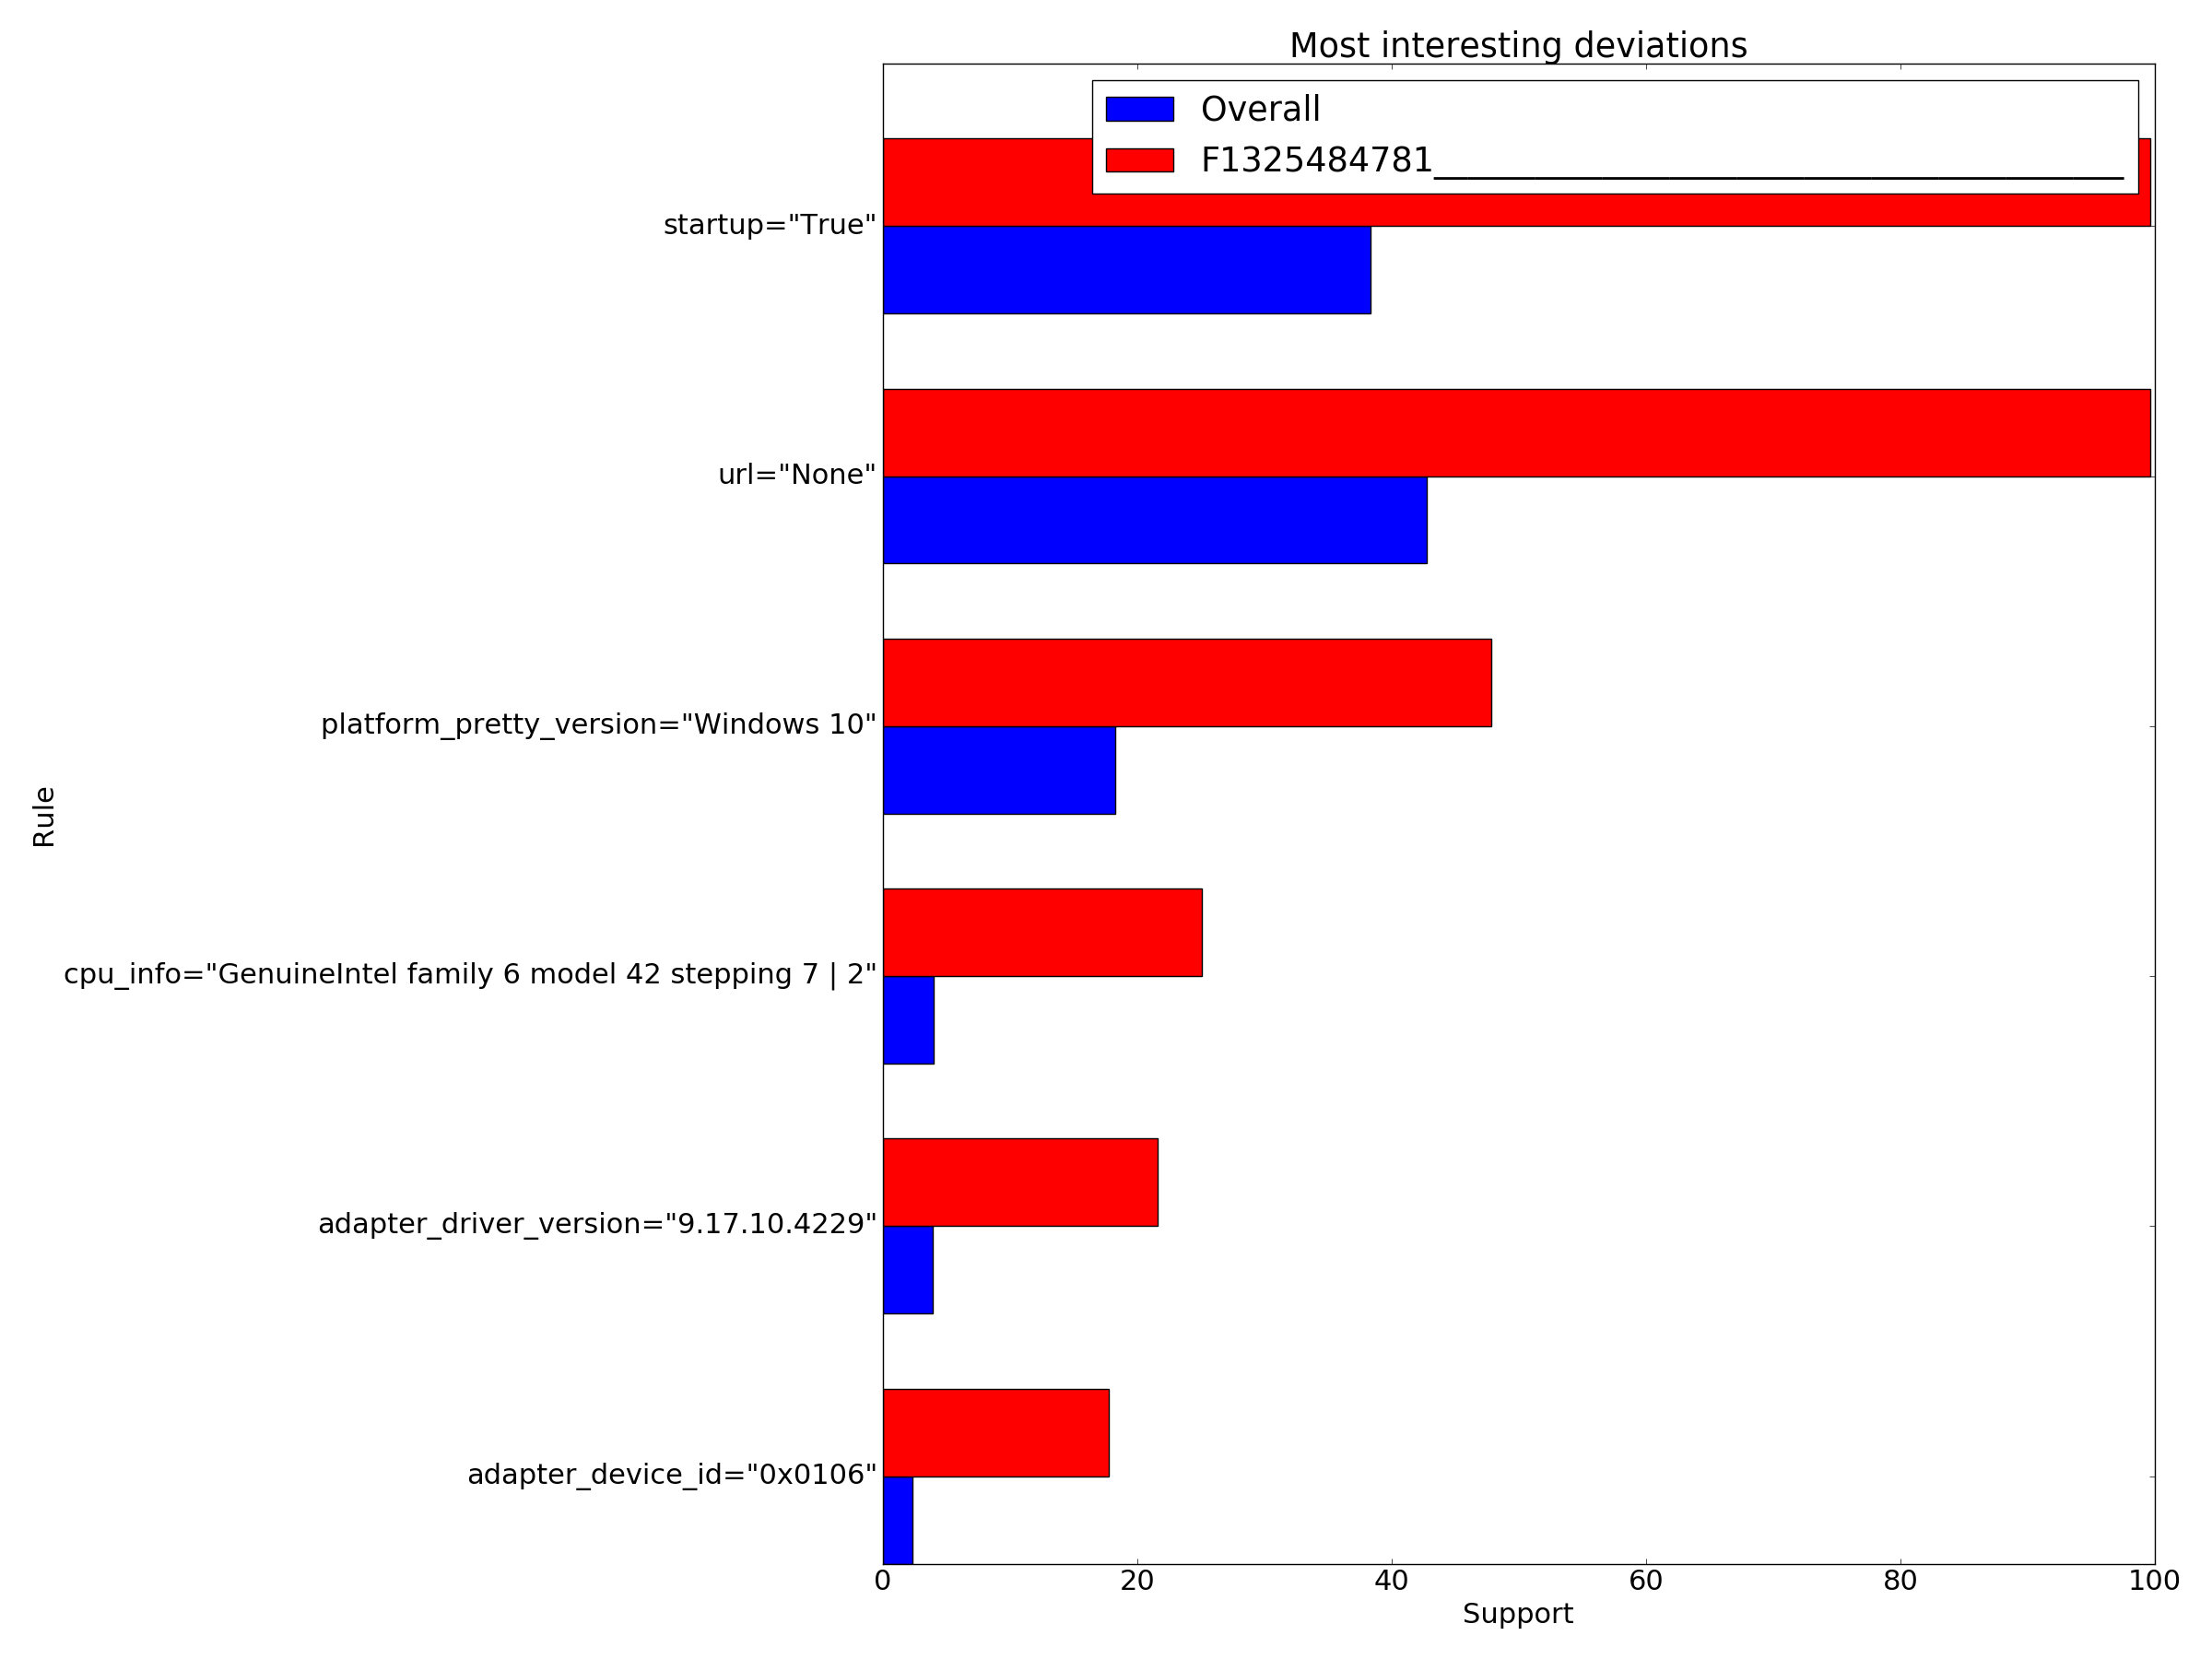 Most interesting deviations
Overall
F1325484781_________________________________________
startup="True"
url="None"
platform_pretty_version="Windows 10"
cpu_info="GenuineIntel family 6 model 42 stepping 7 | 2"
adapter_driver_version="9.17.10.4229"
adapter_device_id="0x0106"
Rule
0 20 40 60 80 100
Support